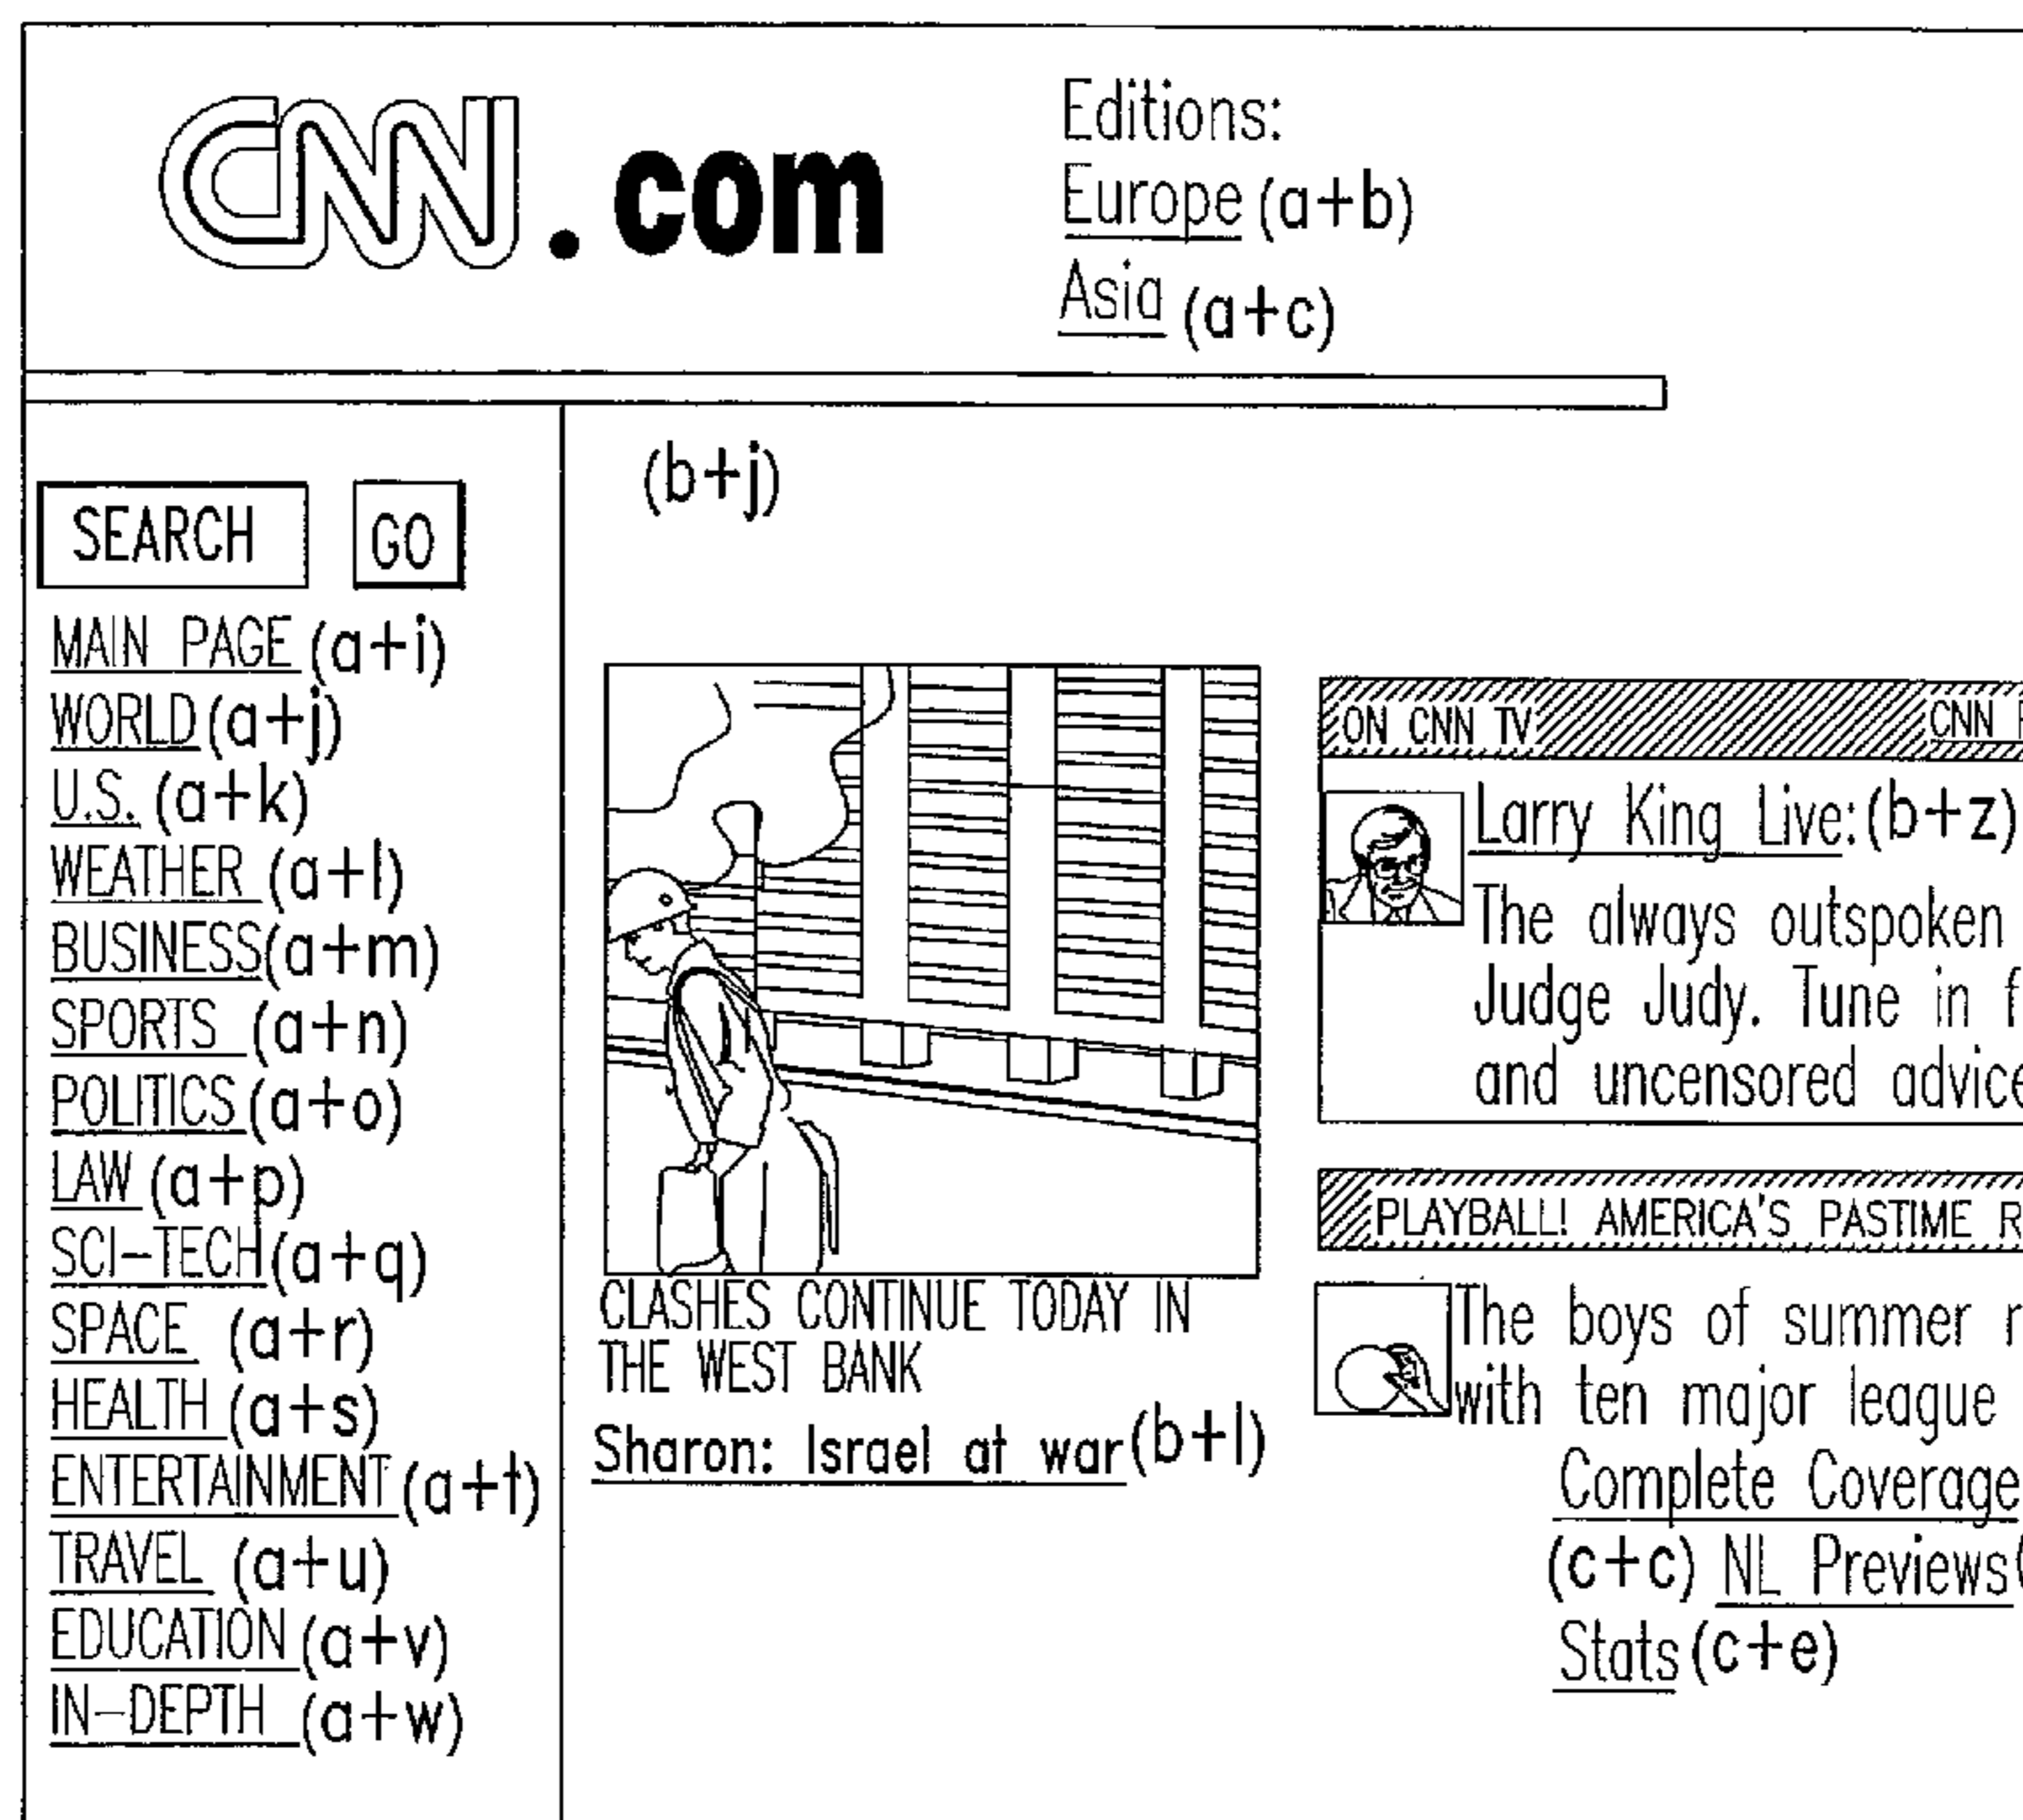 CNN.com
Editions:
Europe (a+b)
Asia (a+c)
SEARCH GO
MAIN PAGE (a+i)
WORLD (a+j)
U.S. (a+k)
WEATHER (a+l)
BUSINESS (a+m)
SPORTS (a+n)
POLITICS (a+o)
LAW (a+p)
SCI-TECH (a+q)
SPACE (a+r)
HEALTH (a+s)
ENTERTAINMENT (a+t)
TRAVEL (a+u)
EDUCATION (a+v)
IN-DEPTH (a+w)
(b+j)
CLASHES CONTINUE TODAY IN
THE WEST BANK
Sharon: Israel at war (b+l)
ON CNN TV CNN
Larry King Live: (b+z)
The always outspoken
Judge Judy. Tune in
and uncensored advice
PLAYBALL! AMERICA'S PASTIME
The boys of summer
with ten major league
Complete Coverage
(c+c) NL Previews
Stats (c+e)